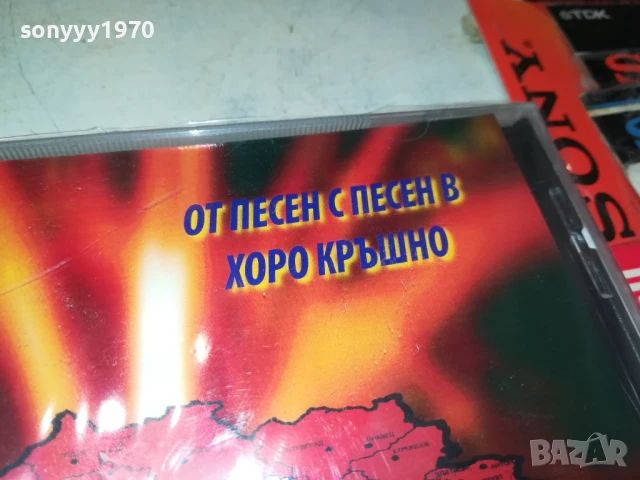 sonyyy1970
TDK
SONY
ОТ ПЕСЕН С ПЕСЕН В
ХОРО КРЪШНО
BAZAR